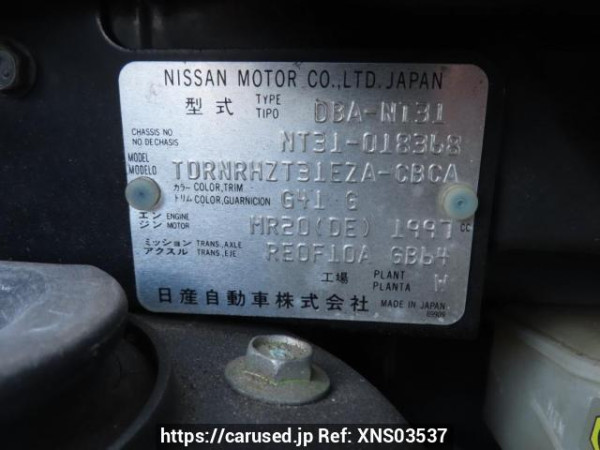 NISSAN MOTOR CO.,LTD. JAPAN
型式 TYPE TIPO DBA-NT31
CHASSIS NO NO DE CHASIS NT31-018368
MODEL MODELO TDRNRHZT31EZA-CBCA
カラー COLOR,TRIM トリム COLOR,GUARNICION G41 G
エンジン ENGINE MOTOR MR20(DE) 1997 CC
ミッション アクスル TRANS.AXLE TRANS.EJE RE0F10A GB64
工場 PLANT PLANTA W
日産自動車株式会社 MADE IN JAPAN
https://carused.jp Ref: XNS03537